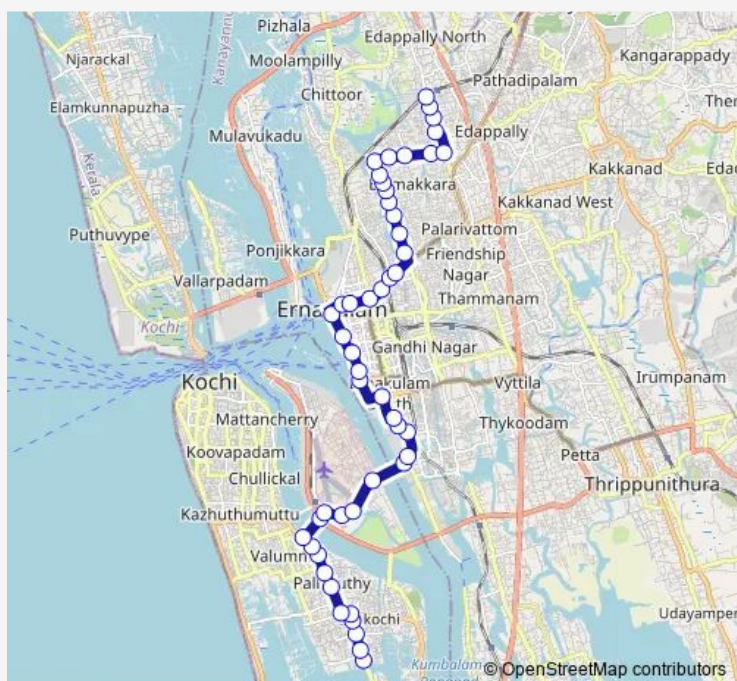 Pizhala
Edappally North
Njarackal
Moolampilly
Kangarappady
Kanayannu
Pathadipalam
Chittoor
Elamkunnapuzha
Mulavukadu
Edappally
Kerala
Kakkanad
Kakkanad West
Palarivattom
Puthuvype
Ponjikkara
Friendship
Nagar
Vallarpadam
Thammanam
Kochi
Gandhi Nagar
Kochi
Vyttila
Irumpanam
Mattancherry
Thykoodam
Koovapadam
Petta
Chullickal
Thrippunithura
Kazhuthumuttu
Udayamper
Kumbalam
© OpenStreetMap contributors